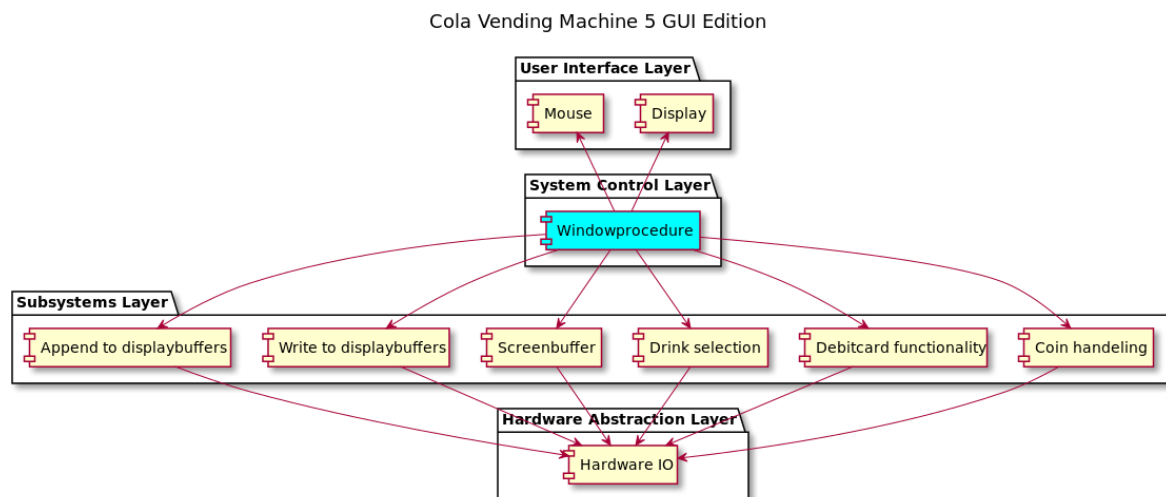 Cola Vending Machine 5 GUI Edition
User Interface Layer
Mouse
Display
System Control Layer
Windowprocedure
Subsystems Layer
Append to displaybuffers
Write to displaybuffers
Screenbuffer
Drink selection
Debitcard functionality
Coin handeling
Hardware Abstraction Layer
Hardware IO